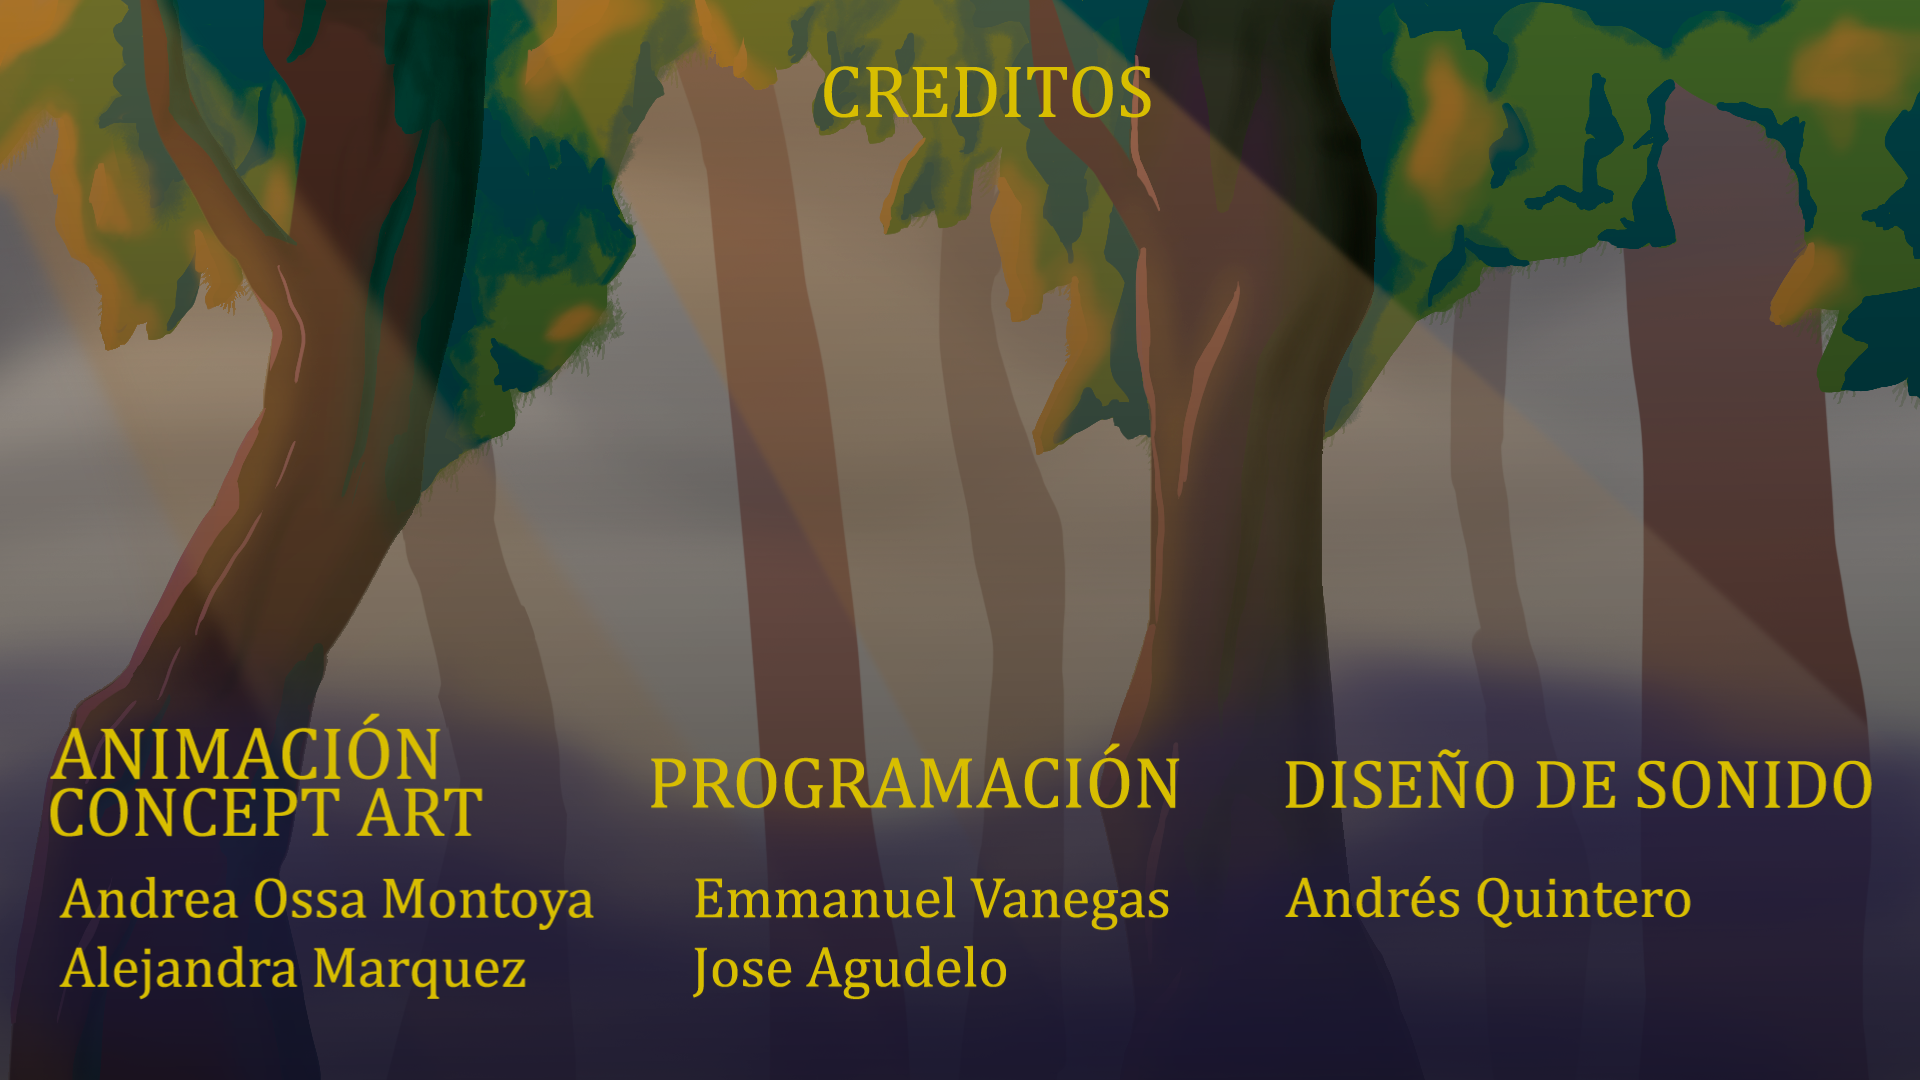 CREDITOS
ANIMACIÓN
CONCEPT ART
Andrea Ossa Montoya
Alejandra Marquez
PROGRAMACIÓN
Emmanuel Vanegas
Jose Agudelo
DISEÑO DE SONIDO
Andrés Quintero